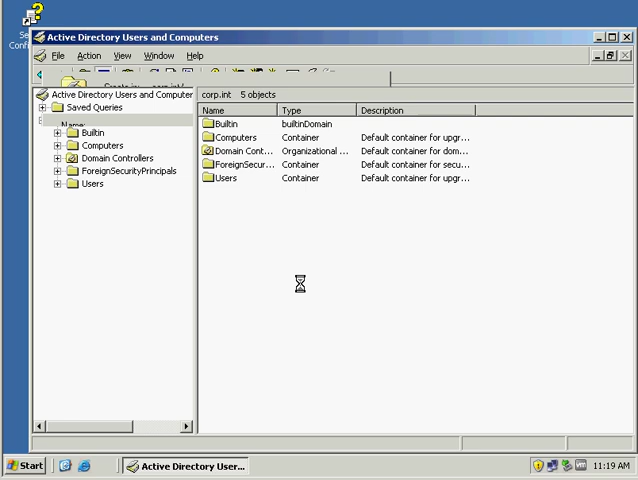 Se
Conf
Active Directory Users and Computers
File Action View Window Help
Active Directory Users and Computer
Saved Queries
Name:
Builtin
Computers
Domain Controllers
ForeignSecurityPrincipals
Users
corp.int 5 objects
Name Type Description
Builtin builtinDomain
Computers Container Default container for upgr...
Domain Cont... Organizational ... Default container for dom...
ForeignSecur... Container Default container for secu...
Users Container Default container for upgr...
Start Active Directory User... 11:19 AM